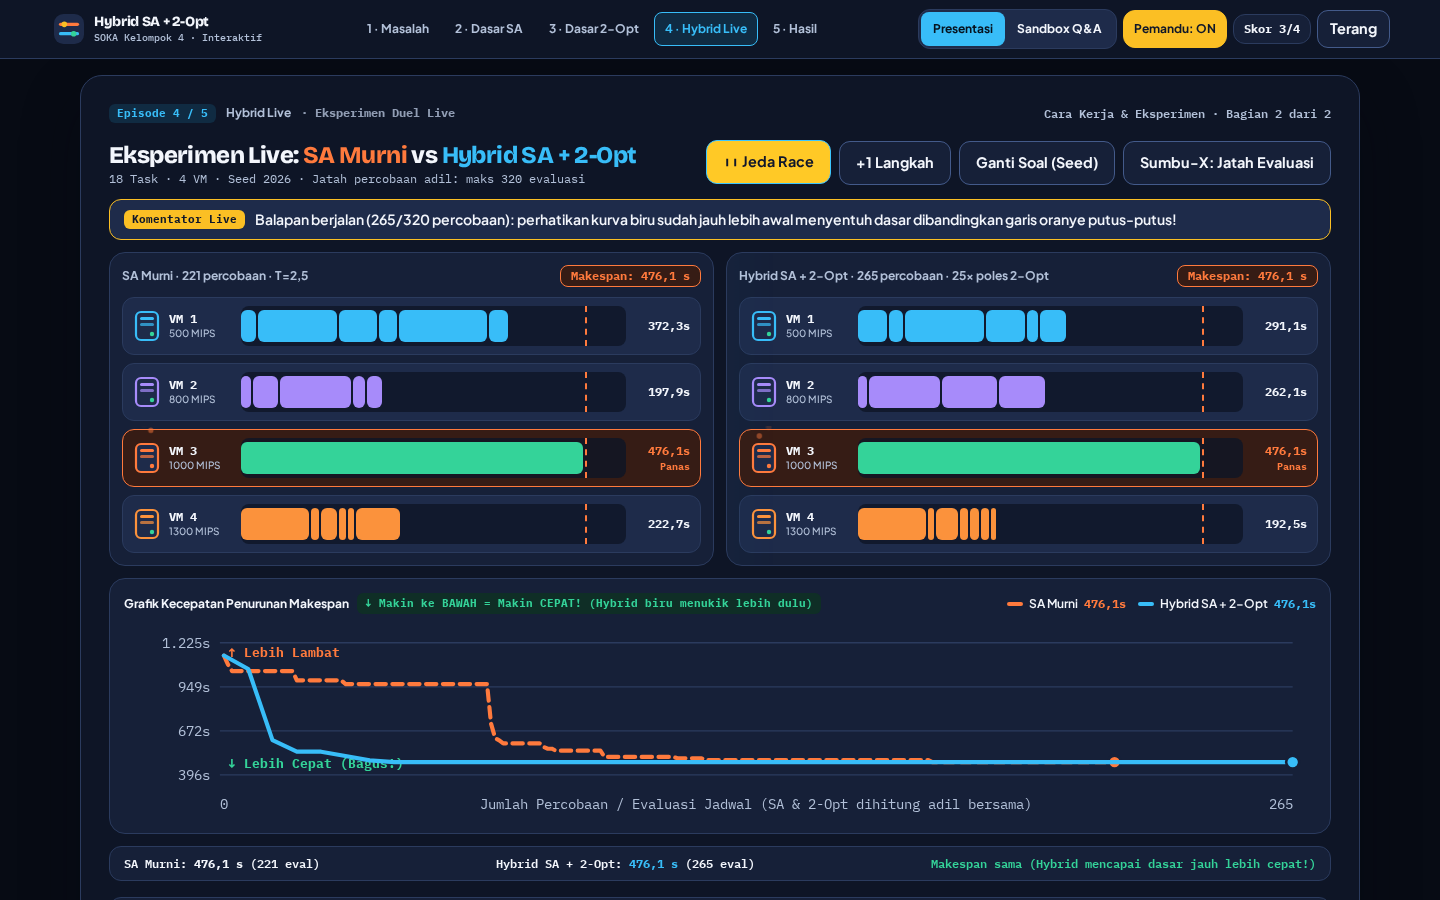 Hybrid SA + 2-Opt
SOKA Kelompok 4 · Interaktif
1 · Masalah
2 · Dasar SA
3 · Dasar 2-Opt
4 · Hybrid Live
5 · Hasil
Presentasi
Sandbox Q&A
Pemandu: ON
Skor 3/4
Terang
Episode 4 / 5
Hybrid Live
· Eksperimen Duel Live
Cara Kerja & Eksperimen · Bagian 2 dari 2
Eksperimen Live: SA Murni vs Hybrid SA + 2-Opt
18 Task · 4 VM · Seed 2026 · Jatah percobaan adil: maks 320 evaluasi
Jeda Race
+1 Langkah
Ganti Soal (Seed)
Sumbu-X: Jatah Evaluasi
Komentator Live
Balapan berjalan (265/320 percobaan): perhatikan kurva biru sudah jauh lebih awal menyentuh dasar dibandingkan garis oranye putus-putus!
SA Murni · 221 percobaan · T=2,5
Makespan: 476,1 s
VM 1
500 MIPS
372,3s
VM 2
800 MIPS
197,9s
VM 3
1000 MIPS
476,1s
Panas
VM 4
1300 MIPS
222,7s
Hybrid SA + 2-Opt · 265 percobaan · 25× poles 2-Opt
Makespan: 476,1 s
VM 1
500 MIPS
291,1s
VM 2
800 MIPS
262,1s
VM 3
1000 MIPS
476,1s
Panas
VM 4
1300 MIPS
192,5s
Grafik Kecepatan Penurunan Makespan
↓ Makin ke BAWAH = Makin CEPAT! (Hybrid biru menukik lebih dulu)
SA Murni 476,1s
Hybrid SA + 2-Opt 476,1s
1.225s
↑ Lebih Lambat
949s
672s
↓ Lebih Cepat (Bagus!)
396s
0
Jumlah Percobaan / Evaluasi Jadwal (SA & 2-Opt dihitung adil bersama)
265
SA Murni: 476,1 s (221 eval)
Hybrid SA + 2-Opt: 476,1 s (265 eval)
Makespan sama (Hybrid mencapai dasar jauh lebih cepat!)